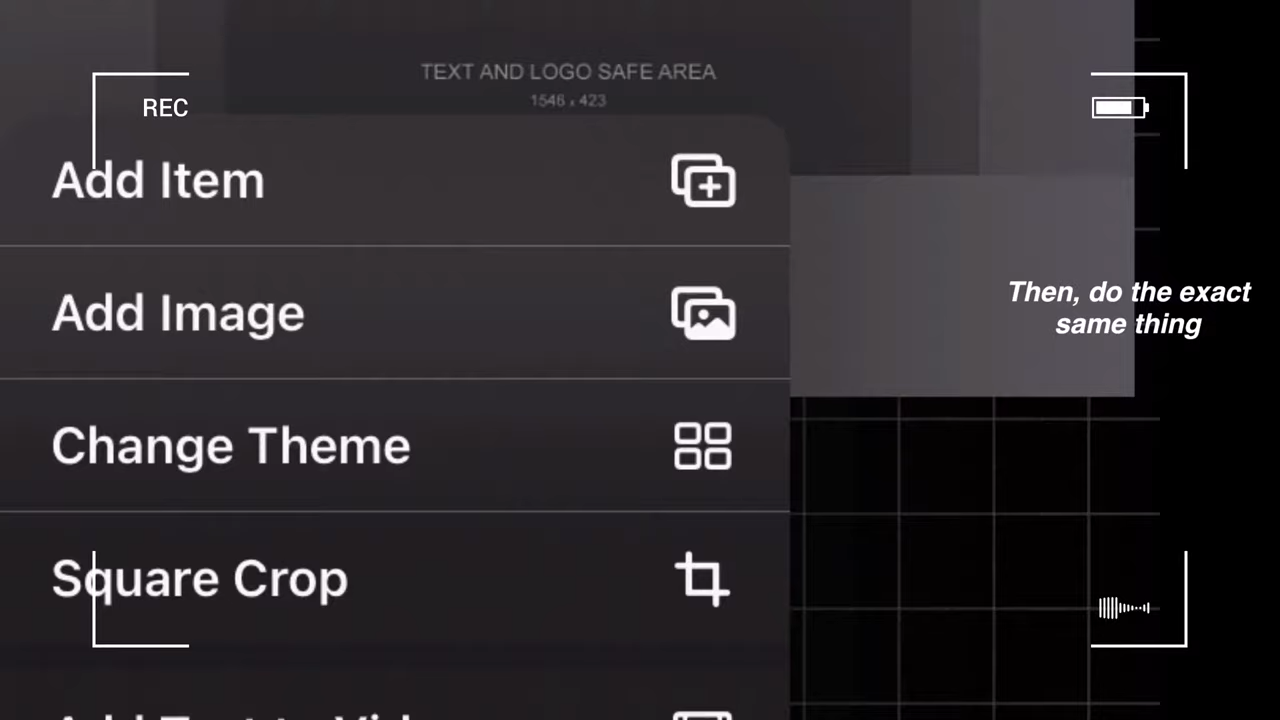 TEXT AND LOGO SAFE AREA
1546 x 423
REC
Add Item
Add Image
Then, do the exact
same thing
Change Theme
Square Crop